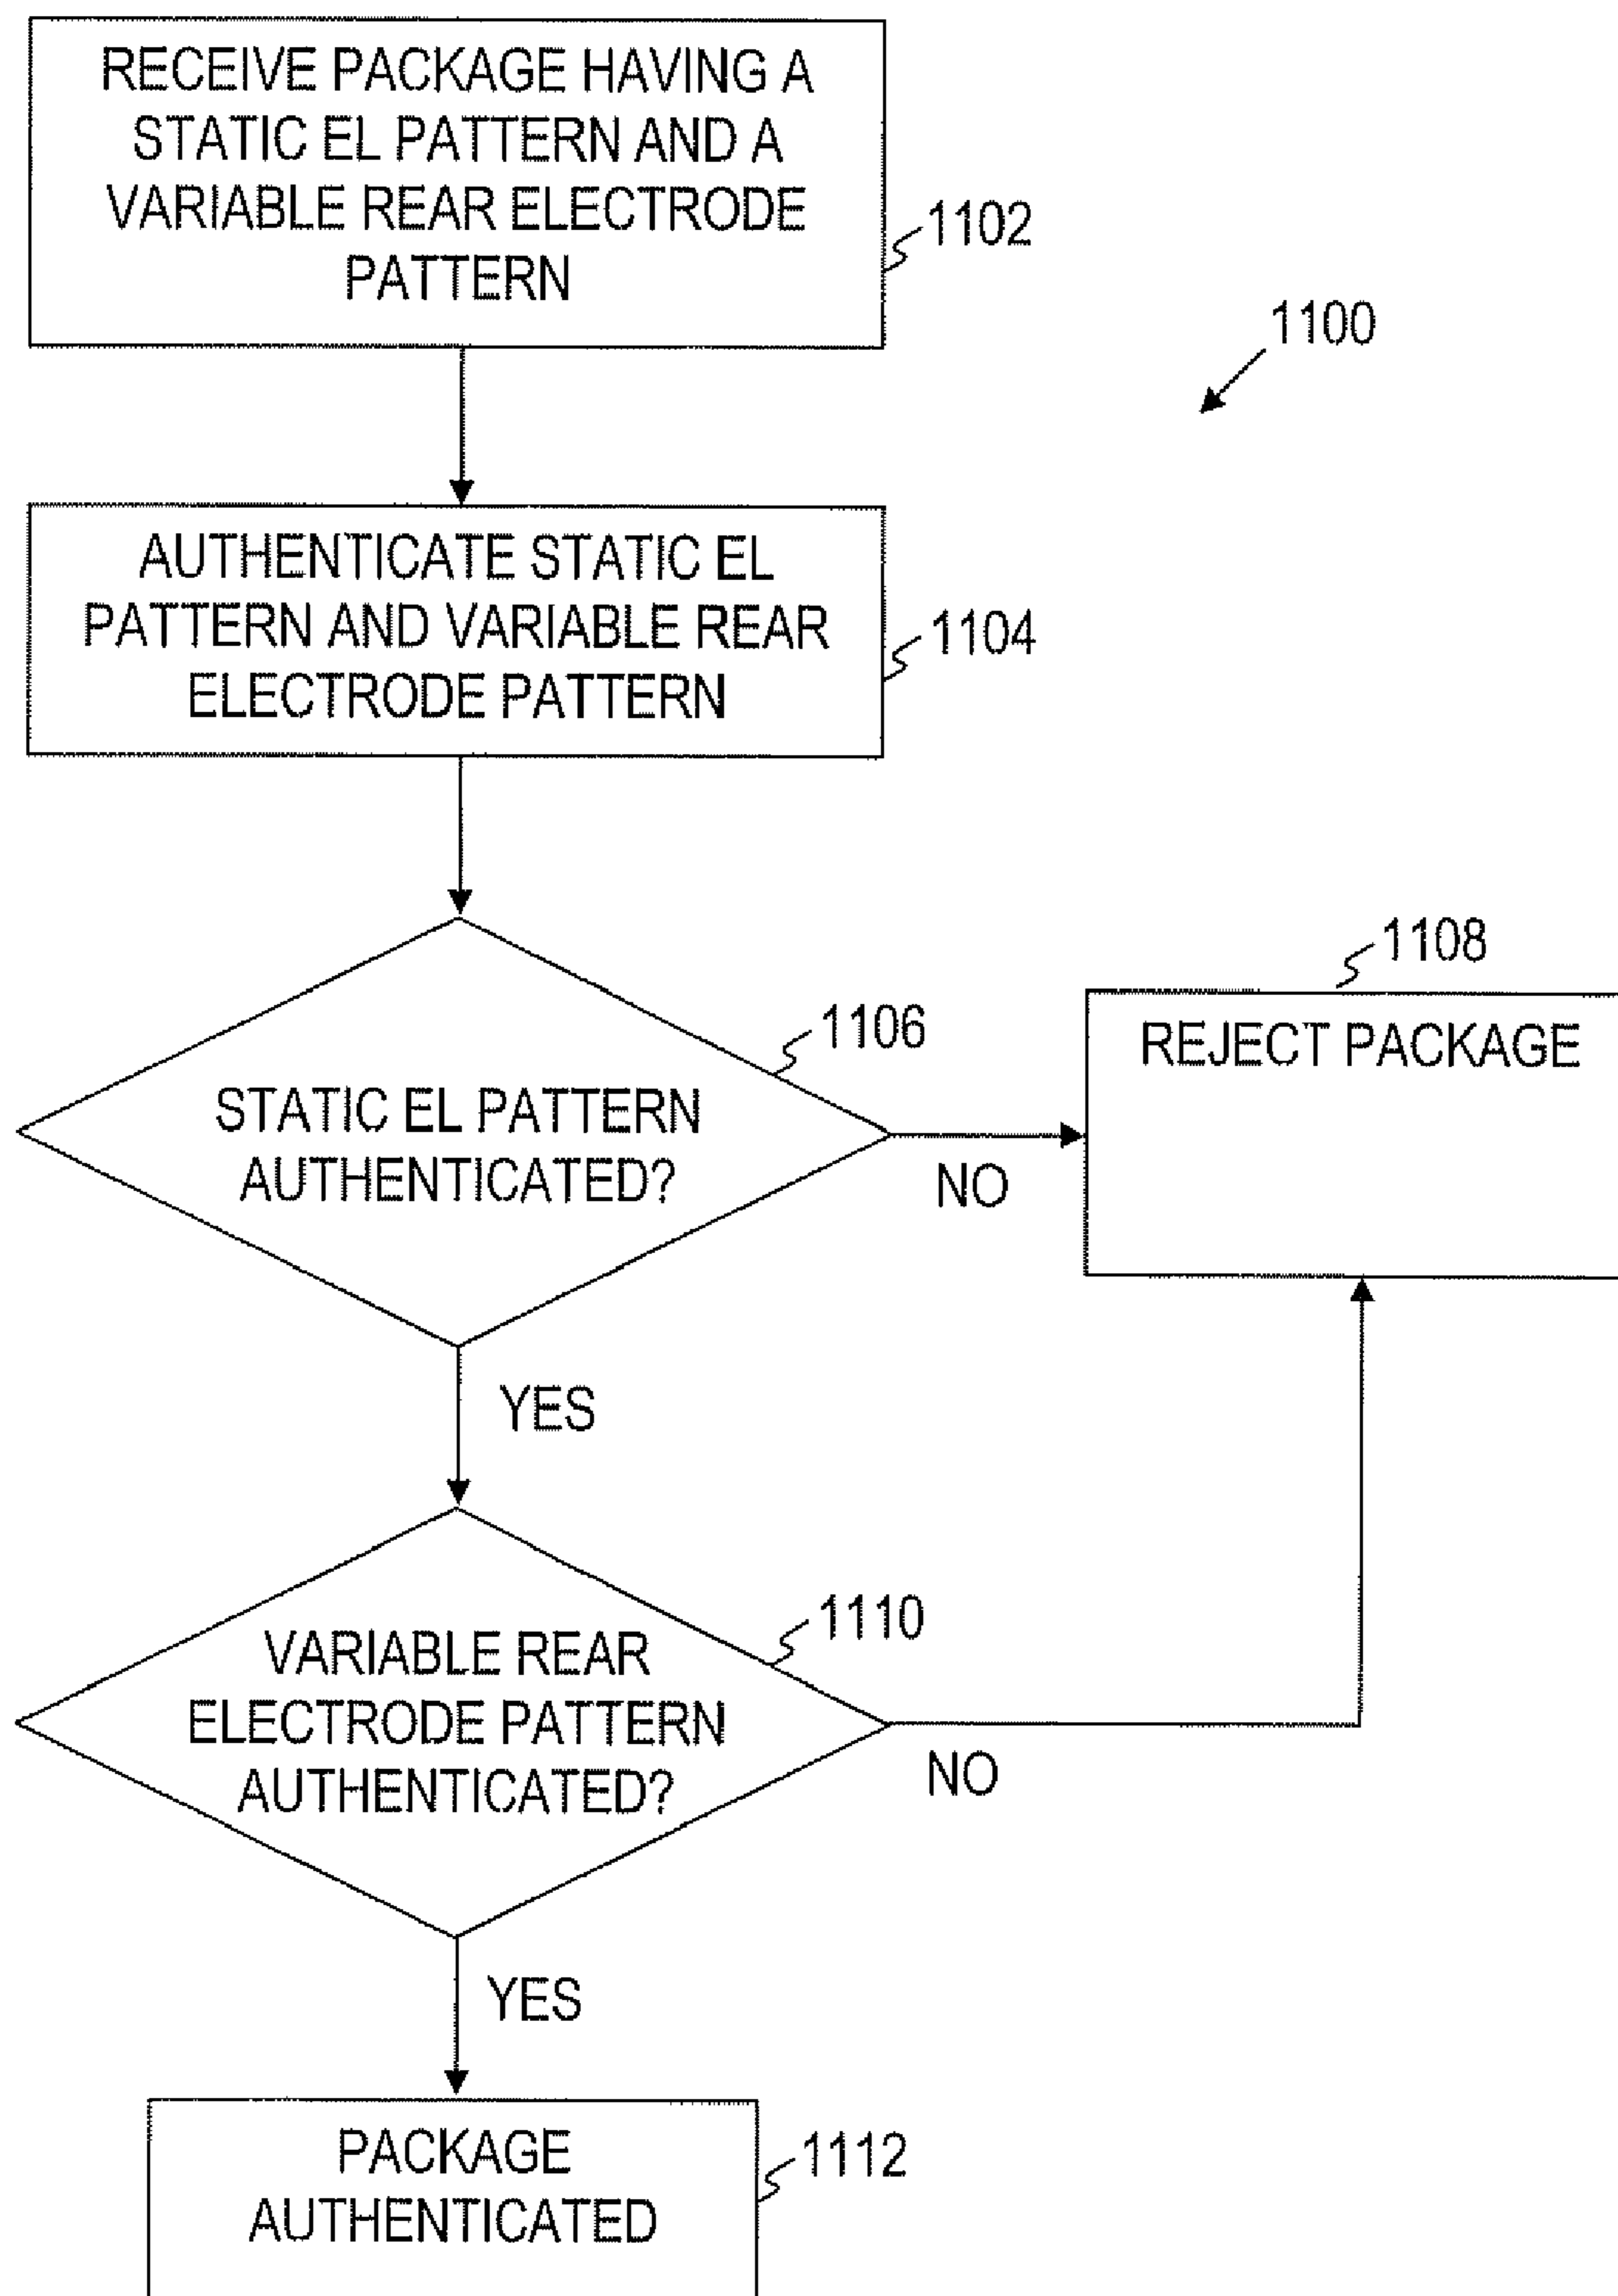 RECEIVE PACKAGE HAVING A
STATIC EL PATTERN AND A
VARIABLE REAR ELECTRODE
PATTERN
1102
1100
AUTHENTICATE STATIC EL
PATTERN AND VARIABLE REAR
ELECTRODE PATTERN
1104
1108
REJECT PACKAGE
1106
STATIC EL PATTERN
AUTHENTICATED?
NO
YES
1110
VARIABLE REAR
ELECTRODE PATTERN
AUTHENTICATED?
NO
YES
PACKAGE
AUTHENTICATED
1112